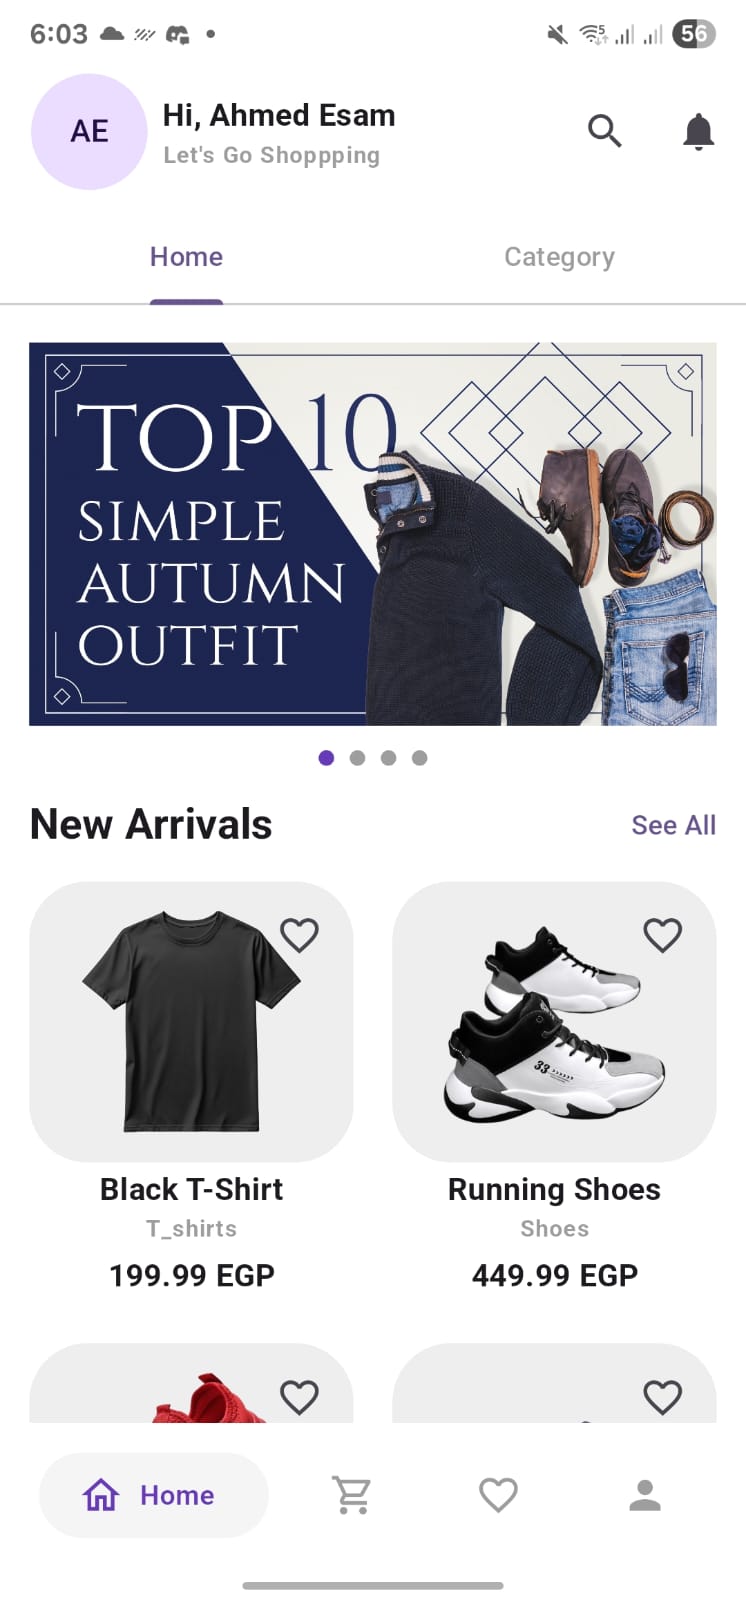 6:03
56
AE
Hi, Ahmed Esam
Let's Go Shoppping
Home
Category
TOP 10
SIMPLE
AUTUMN
OUTFIT
New Arrivals
See All
33
Black T-Shirt
T_shirts
199.99 EGP
Running Shoes
Shoes
449.99 EGP
Home